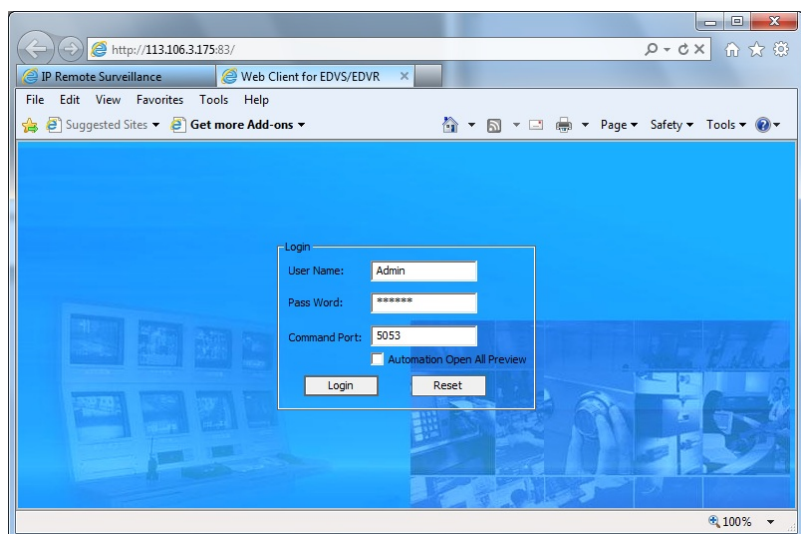 http://113.106.3.175:83/
IP Remote Surveillance
Web Client for EDVS/EDVR
File Edit View Favorites Tools Help
Suggested Sites Get more Add-ons Page Safety Tools
Login
User Name: Admin
Pass Word: ******
Command Port: 5053
Automation Open All Preview
Login Reset
100%